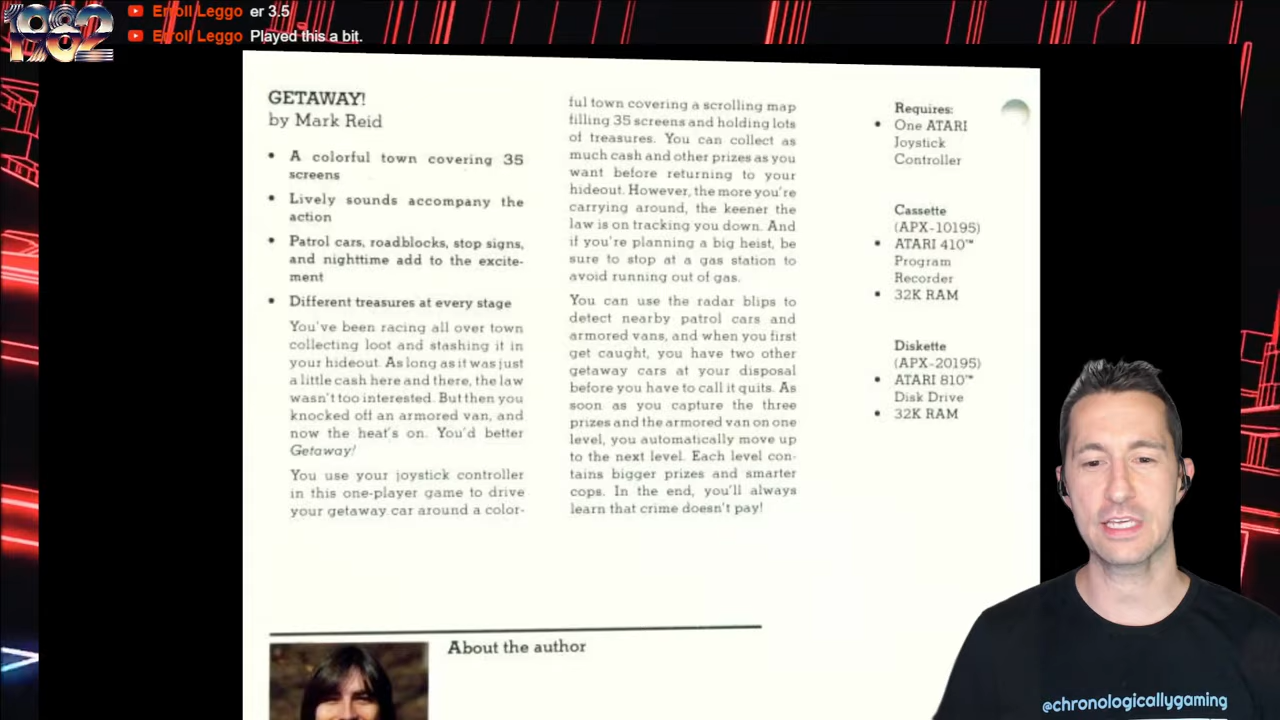 1982
Erroll Leggo er 3.5
Erroll Leggo Played this a bit.
GETAWAY!
by Mark Reid
• A colorful town covering 35
screens
• Lively sounds accompany the
action
• Patrol cars, roadblocks, stop signs,
and nighttime add to the excite-
ment
• Different treasures at every stage
You've been racing all over town
collecting loot and stashing it in
your hideout. As long as it was just
a little cash here and there, the law
wasn't too interested. But then you
knocked off an armored van, and
now the heat's on. You'd better
Getaway!
You use your joystick controller
in this one-player game to drive
your getaway car around a color-
ful town covering a scrolling map
filling 35 screens and holding lots
of treasures. You can collect as
much cash and other prizes as you
want before returning to your
hideout. However, the more you're
carrying around, the keener the
law is on tracking you down. And
if you're planning a big heist, be
sure to stop at a gas station to
avoid running out of gas.
You can use the radar blips to
detect nearby patrol cars and
armored vans, and when you first
get caught, you have two other
getaway cars at your disposal
before you have to call it quits. As
soon as you capture the three
prizes and the armored van on one
level, you automatically move up
to the next level. Each level con-
tains bigger prizes and smarter
cops. In the end, you'll always
learn that crime doesn't pay!
Requires:
• One ATARI
Joystick
Controller
Cassette
(APX-10195)
• ATARI 410™
Program
Recorder
• 32K RAM
Diskette
(APX-20195)
• ATARI 810™
Disk Drive
• 32K RAM
About the author
@chronologicallygaming